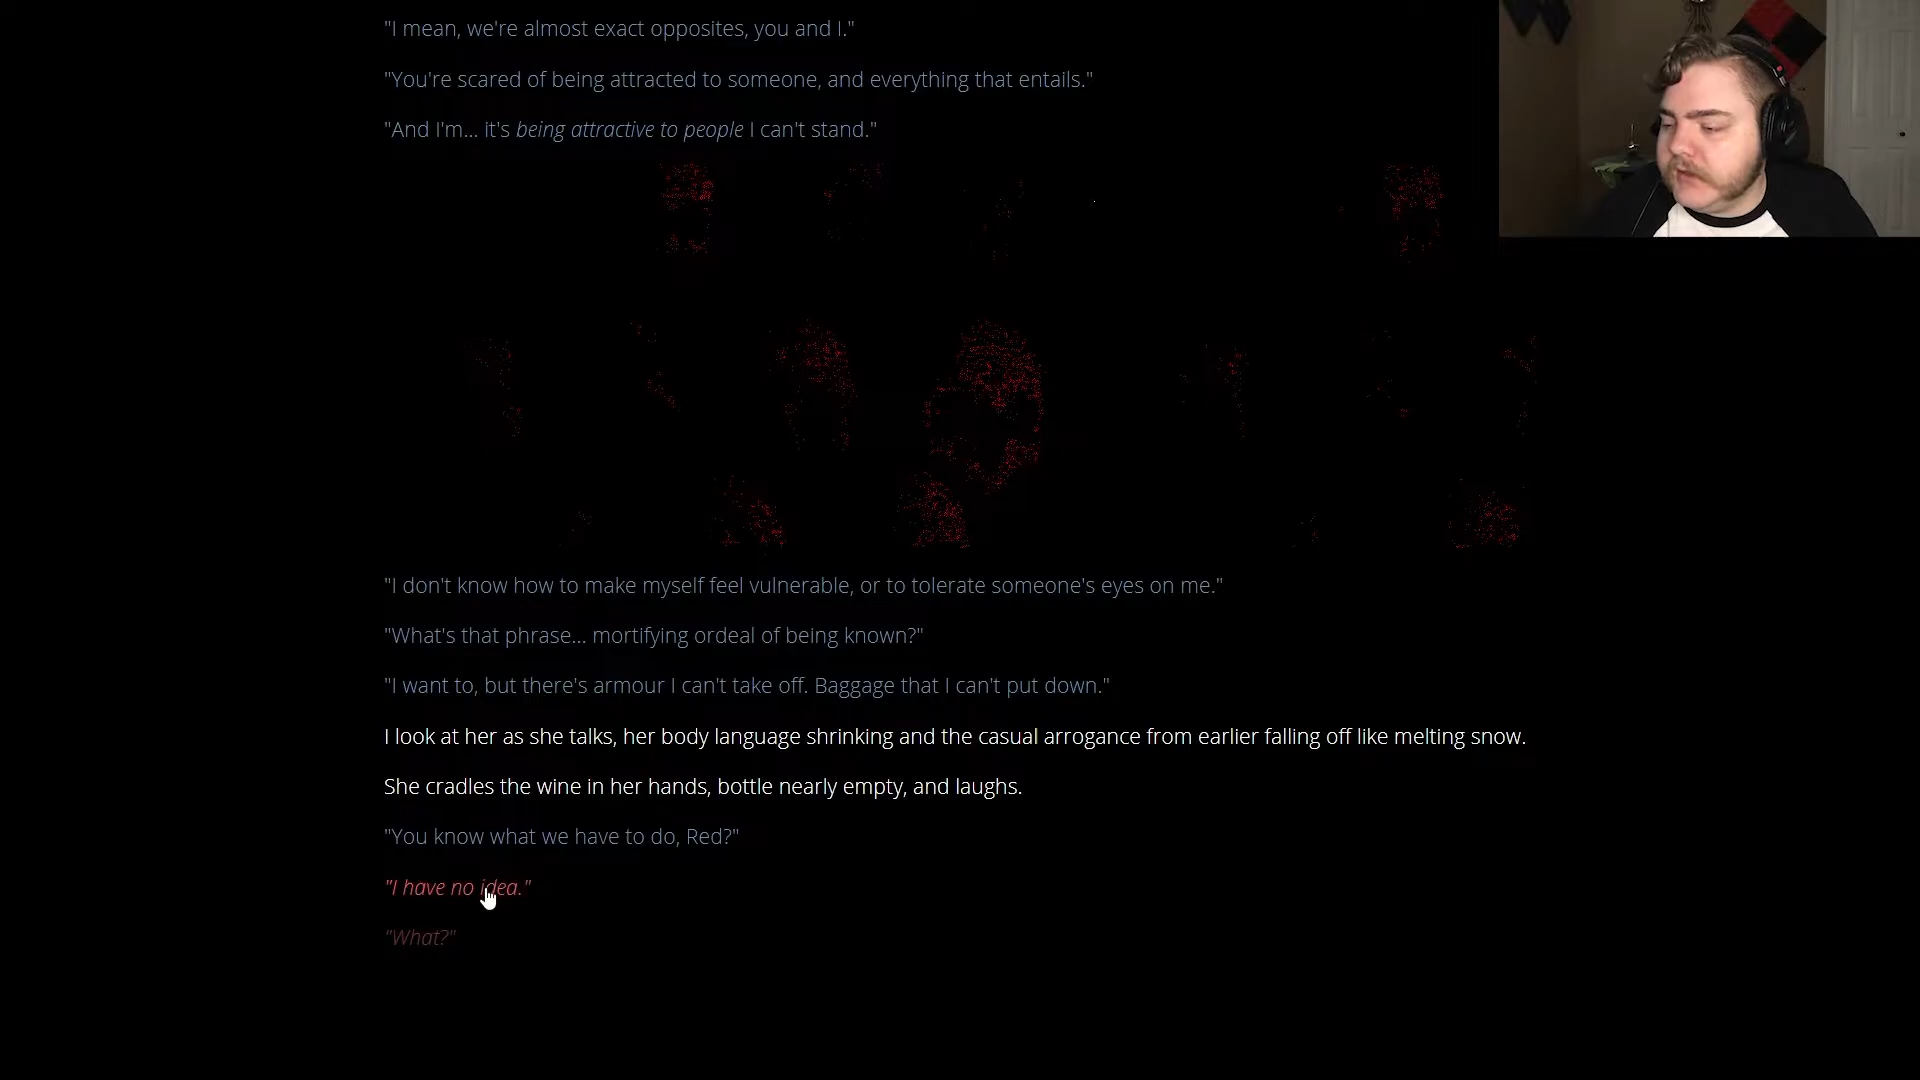 "I mean, we're almost exact opposites, you and I."
"You're scared of being attracted to someone, and everything that entails."
"And I'm... it's being attractive to people I can't stand."
"I don't know how to make myself feel vulnerable, or to tolerate someone's eyes on me."
"What's that phrase... mortifying ordeal of being known?"
"I want to, but there's armour I can't take off. Baggage that I can't put down."
I look at her as she talks, her body language shrinking and the casual arrogance from earlier falling off like melting snow.
She cradles the wine in her hands, bottle nearly empty, and laughs.
"You know what we have to do, Red?"
"I have no idea."
"What?"